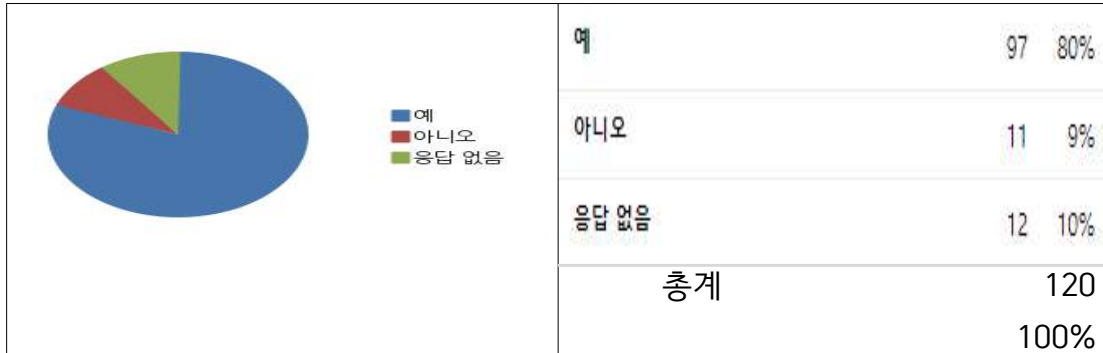 예
아니오
응답 없음
예 97 80%
아니오 11 9%
응답 없음 12 10%
총계 120
100%